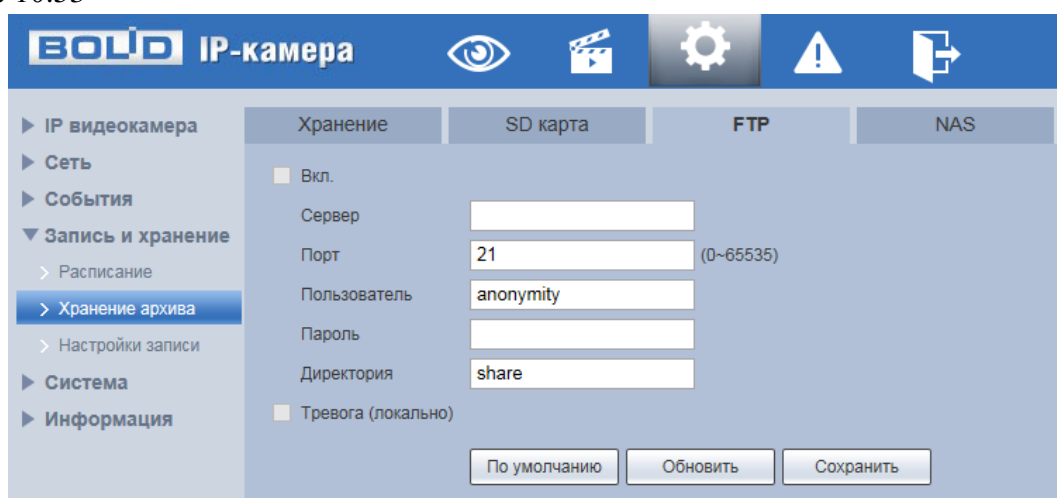 BOLID IP-камера
IP видеокамера
Сеть
События
Запись и хранение
Расписание
Хранение архива
Настройки записи
Система
Информация
Хранение SD карта FTP NAS
Вкл.
Сервер
Порт 21 (0~65535)
Пользователь anonymity
Пароль
Директория share
Тревога (локально)
По умолчанию Обновить Сохранить